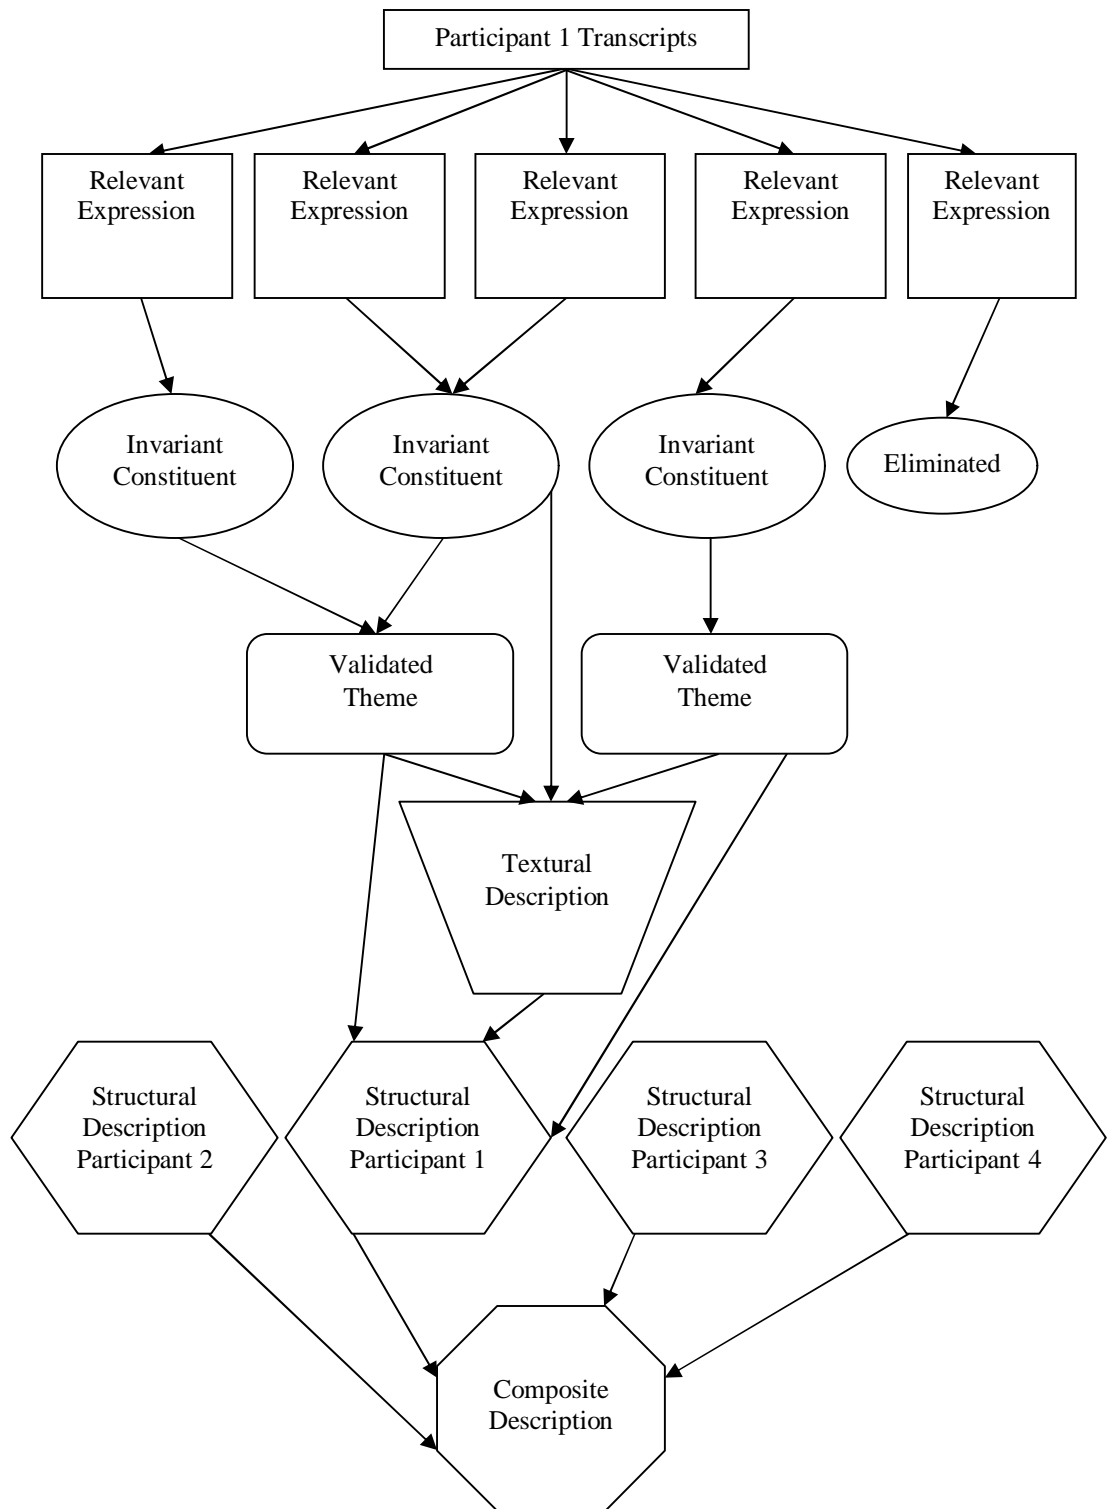 Participant 1 Transcripts
Relevant
Expression
Relevant
Expression
Relevant
Expression
Relevant
Expression
Relevant
Expression
Invariant
Constituent
Invariant
Constituent
Invariant
Constituent
Eliminated
Validated
Theme
Validated
Theme
Textural
Description
Structural
Description
Participant 2
Structural
Description
Participant 1
Structural
Description
Participant 3
Structural
Description
Participant 4
Composite
Description